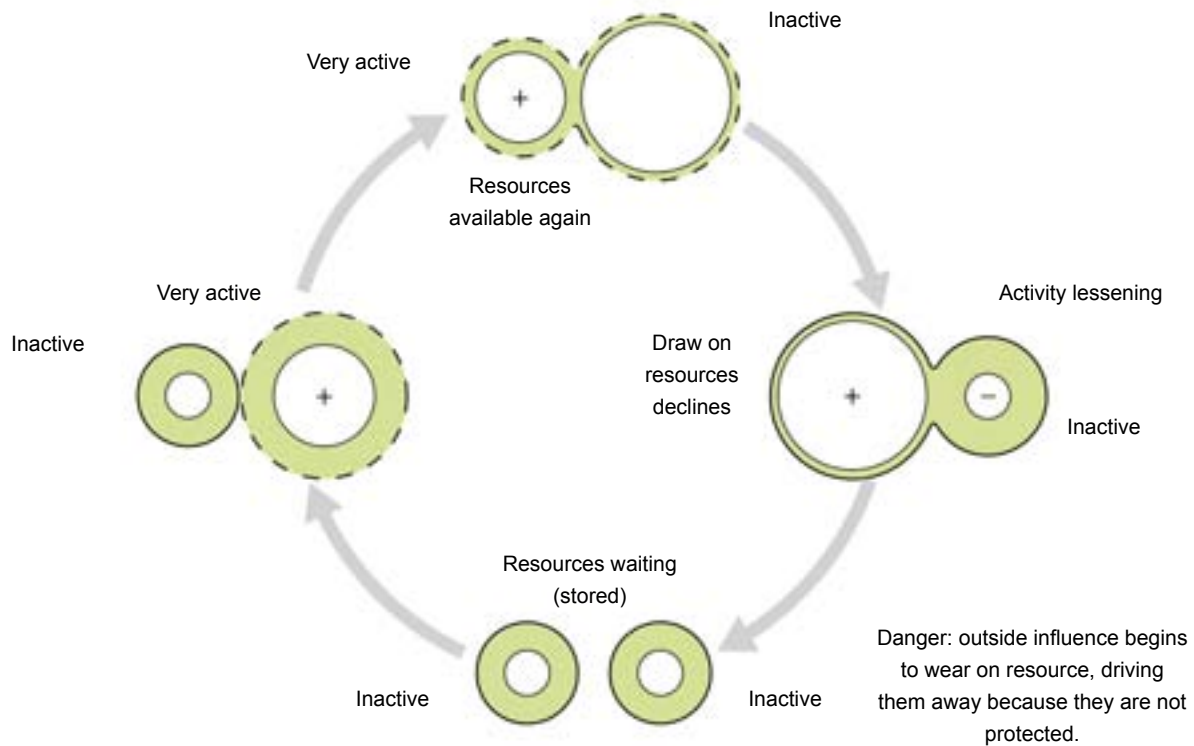 Inactive
Very active
+
Resources
available again
Very active
Inactive
+
Draw on
resources
declines
+
Activity lessening
−
Inactive
Resources waiting
(stored)
Inactive
Inactive
Danger: outside influence begins
to wear on resource, driving
them away because they are not
protected.